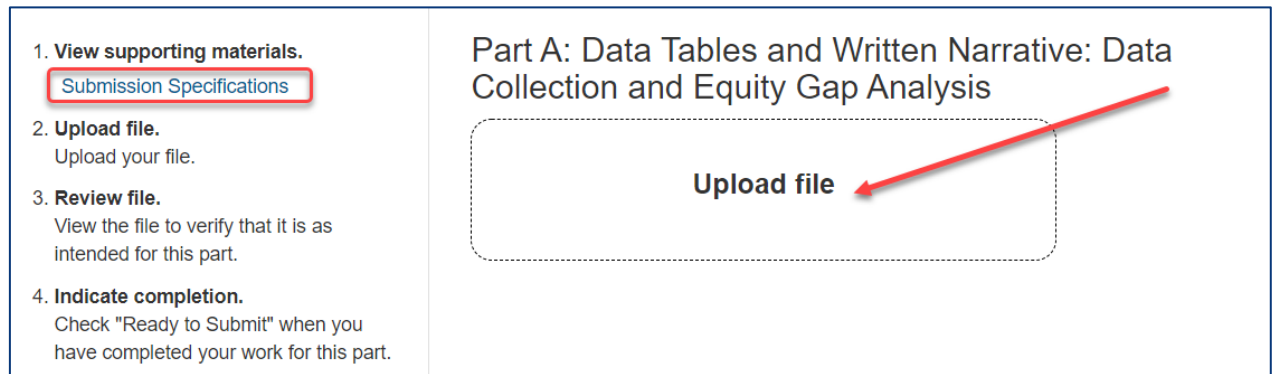 1. View supporting materials.
Submission Specifications
2. Upload file.
Upload your file.
3. Review file.
View the file to verify that it is as
intended for this part.
4. Indicate completion.
Check "Ready to Submit" when you
have completed your work for this part.
Part A: Data Tables and Written Narrative: Data
Collection and Equity Gap Analysis
Upload file